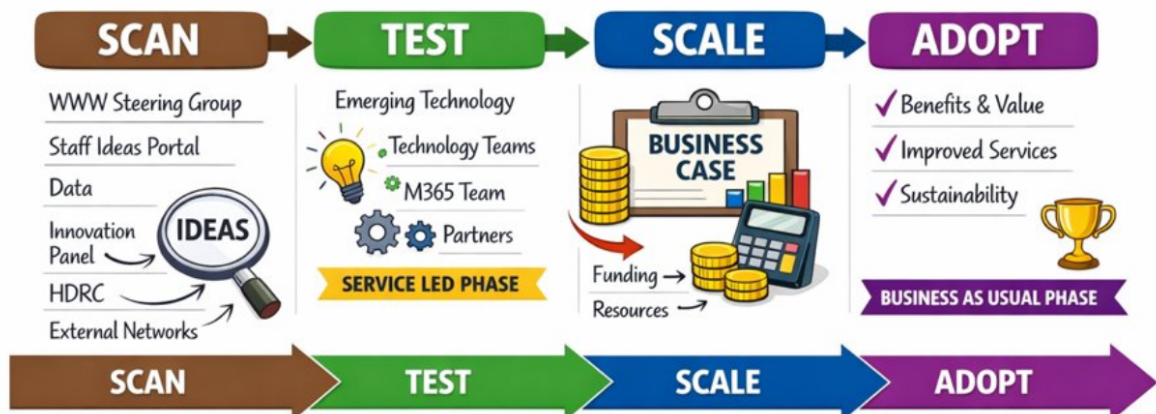 SCAN
TEST
SCALE
ADOPT
WWW Steering Group
Staff Ideas Portal
Data
Innovation
Panel
HDRC
External Networks
IDEAS
Emerging Technology
Technology Teams
M365 Team
Partners
SERVICE LED PHASE
BUSINESS
CASE
Funding
Resources
Benefits & Value
Improved Services
Sustainability
BUSINESS AS USUAL PHASE
SCAN
TEST
SCALE
ADOPT